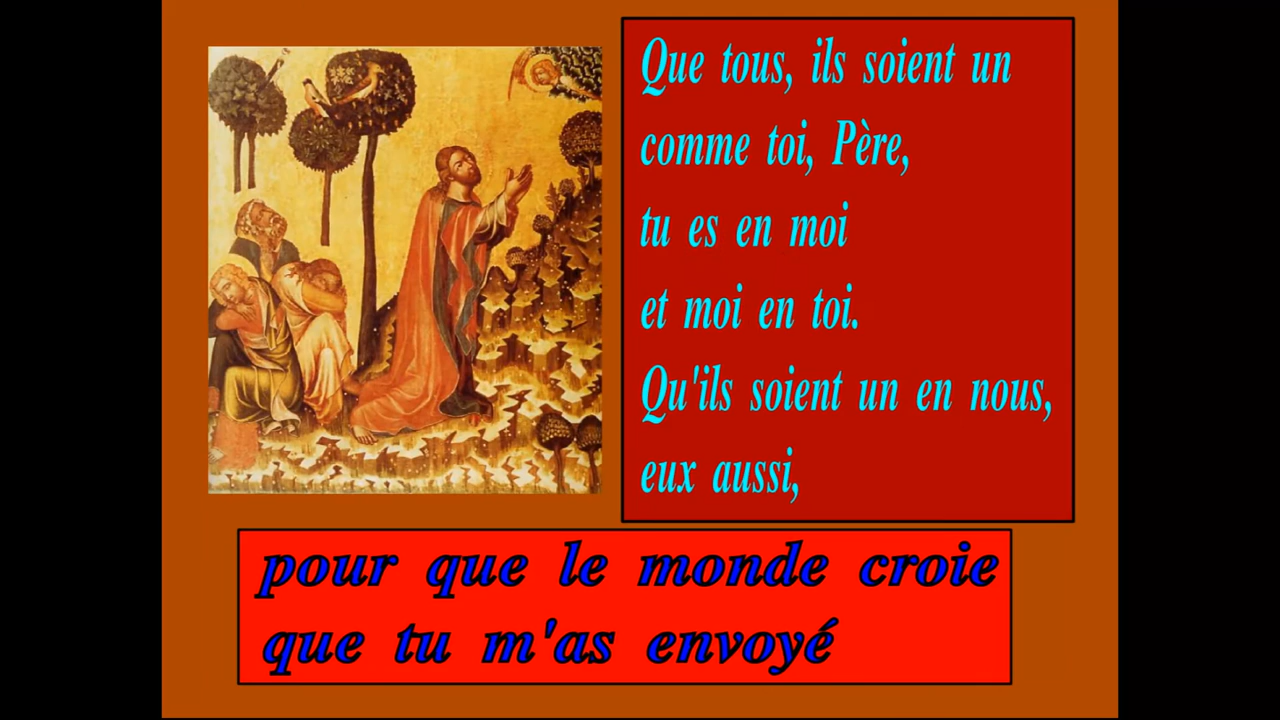 Que tous, ils soient un
comme toi, Père,
tu es en moi
et moi en toi.
Qu'ils soient un en nous,
eux aussi,
pour que le monde croie
que tu m'as envoyé